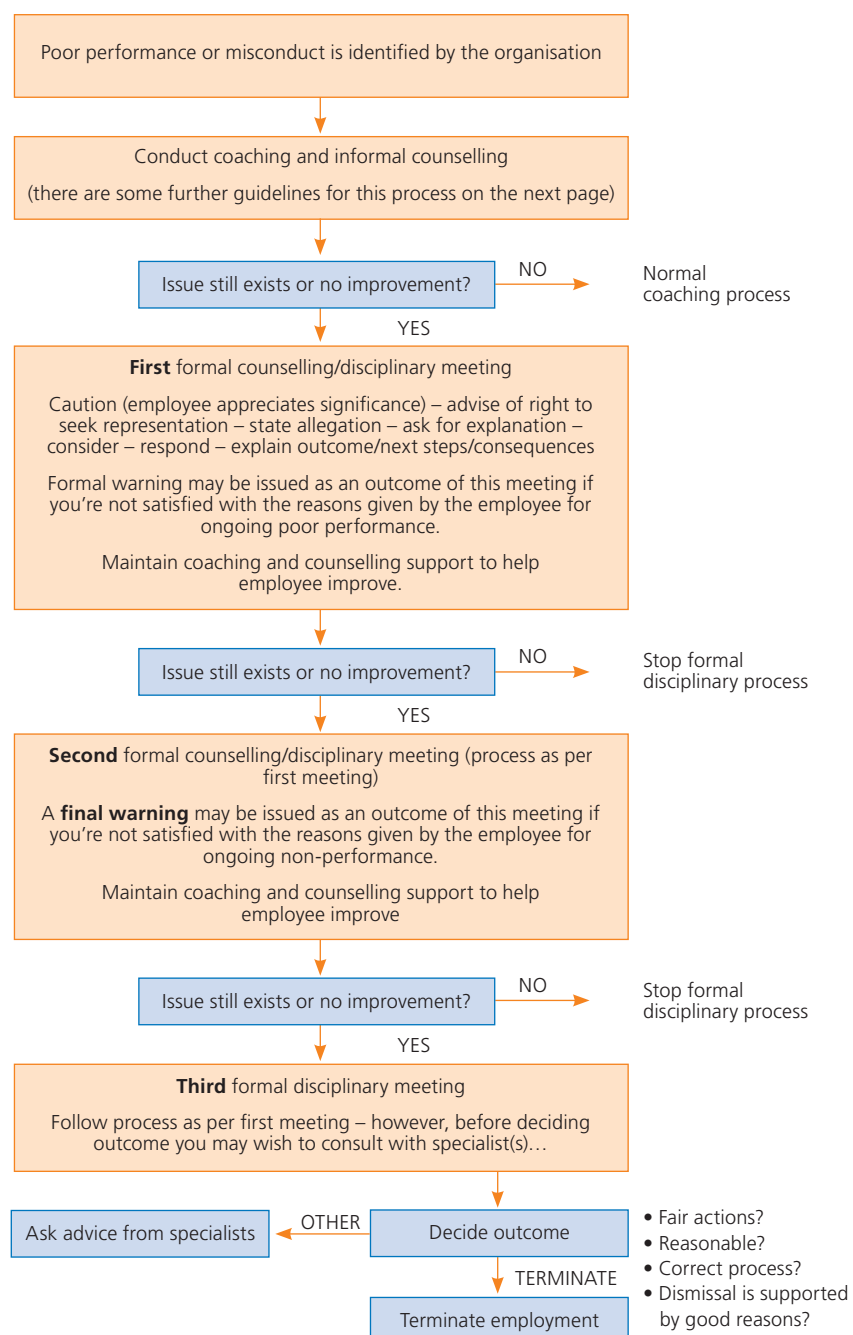 Poor performance or misconduct is identified by the organisation
Conduct coaching and informal counselling
(there are some further guidelines for this process on the next page)
Issue still exists or no improvement?
NO
Normal
coaching process
YES
First formal counselling/disciplinary meeting
Caution (employee appreciates significance) – advise of right to
seek representation – state allegation – ask for explanation –
consider – respond – explain outcome/next steps/consequences
Formal warning may be issued as an outcome of this meeting if
you’re not satisfied with the reasons given by the employee for
ongoing poor performance.
Maintain coaching and counselling support to help
employee improve.
Issue still exists or no improvement?
NO
Stop formal
disciplinary process
YES
Second formal counselling/disciplinary meeting (process as per
first meeting)
A final warning may be issued as an outcome of this meeting if
you’re not satisfied with the reasons given by the employee for
ongoing non-performance.
Maintain coaching and counselling support to help
employee improve
Issue still exists or no improvement?
NO
Stop formal
disciplinary process
YES
Third formal disciplinary meeting
Follow process as per first meeting – however, before deciding
outcome you may wish to consult with specialist(s)…
Ask advice from specialists
OTHER
Decide outcome
• Fair actions?
• Reasonable?
• Correct process?
• Dismissal is supported
by good reasons?
TERMINATE
Terminate employment